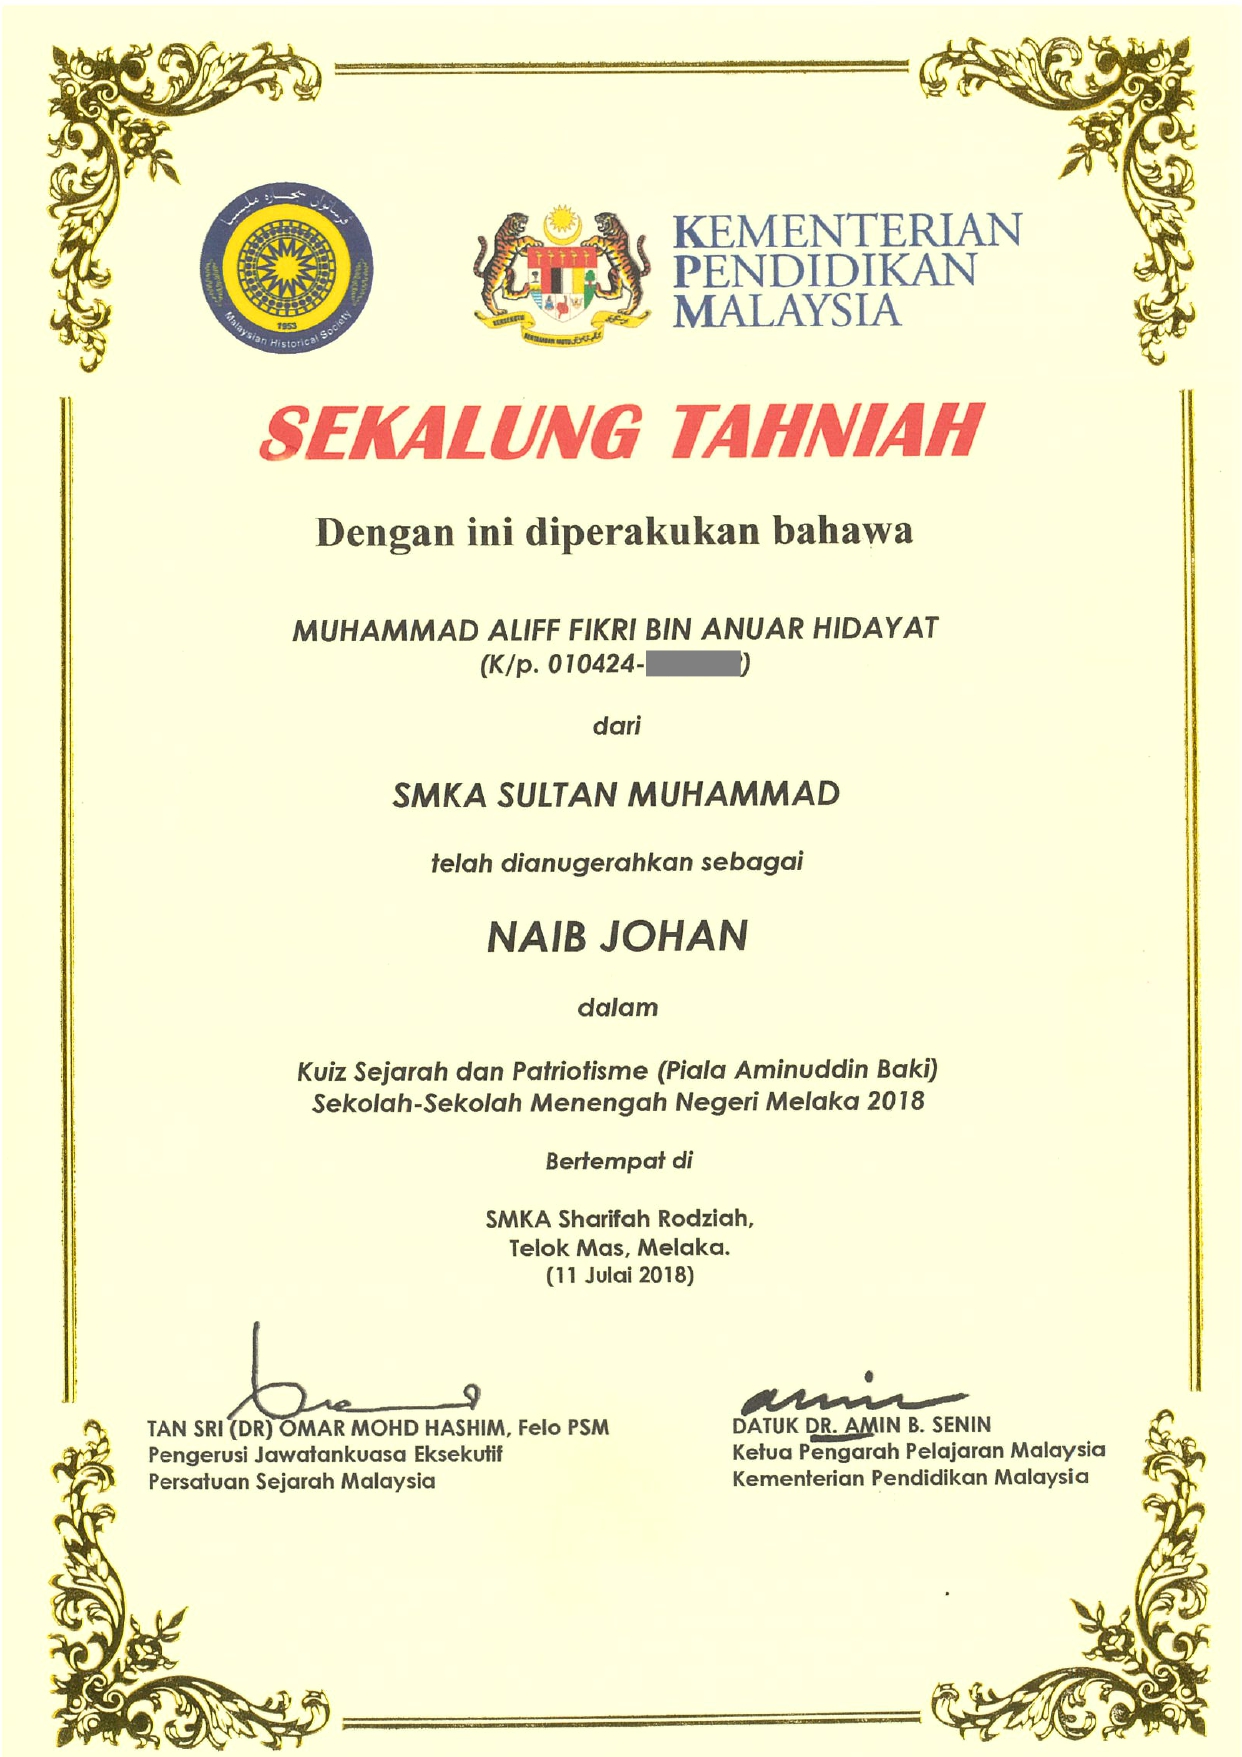 ڤرساتوان سجاره مليسيا
1953
Malaysian Historical Society
KEMENTERIAN
PENDIDIKAN
MALAYSIA
SEKALUNG TAHNIAH
Dengan ini diperakukan bahawa
MUHAMMAD ALIFF FIKRI BIN ANUAR HIDAYAT
(K/p. 010424-)
dari
SMKA SULTAN MUHAMMAD
telah dianugerahkan sebagai
NAIB JOHAN
dalam
Kuiz Sejarah dan Patriotisme (Piala Aminuddin Baki)
Sekolah-Sekolah Menengah Negeri Melaka 2018
Bertempat di
SMKA Sharifah Rodziah,
Telok Mas, Melaka.
(11 Julai 2018)
TAN SRI (DR) OMAR MOHD HASHIM, Felo PSM
Pengerusi Jawatankuasa Eksekutif
Persatuan Sejarah Malaysia
DATUK DR. AMIN B. SENIN
Ketua Pengarah Pelajaran Malaysia
Kementerian Pendidikan Malaysia